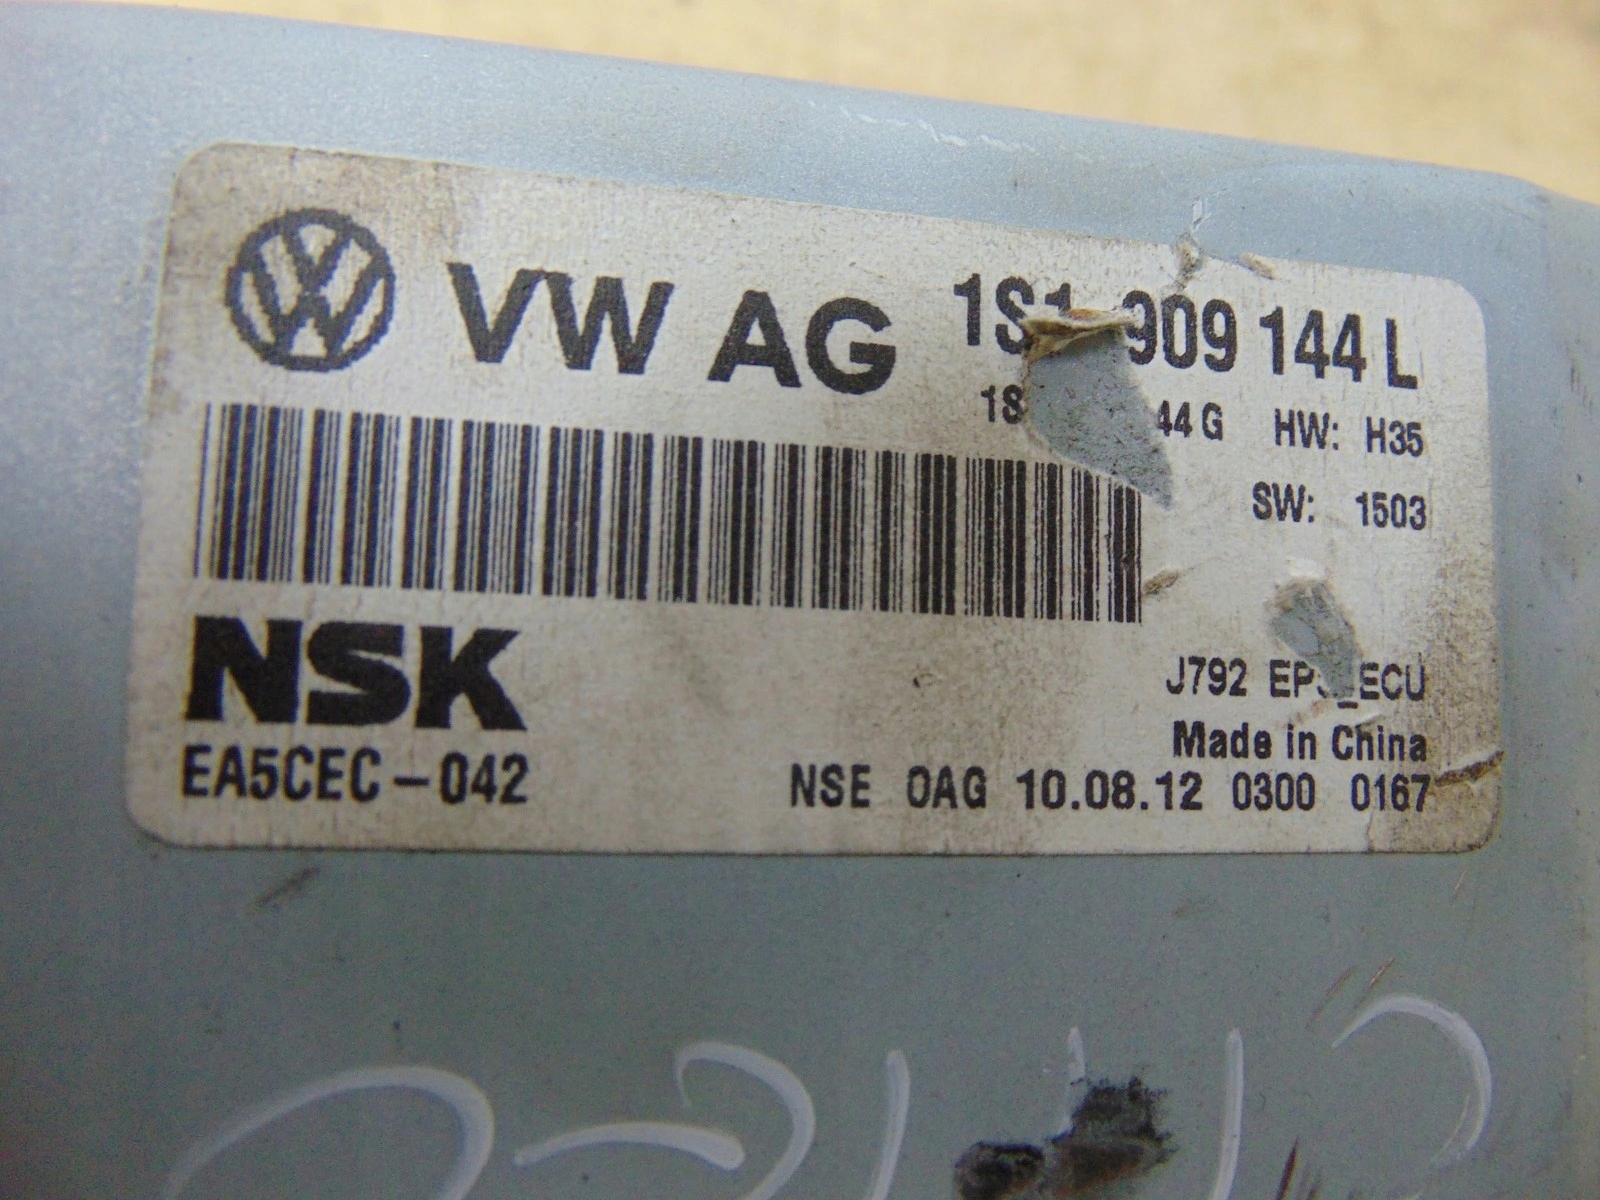 VW AG 1S1 909 144 L
HW: H35
SW: 1503
NSK
J792
Made in China
EA5CEC-042 NSE 0AG 10.08.12 0300 0167